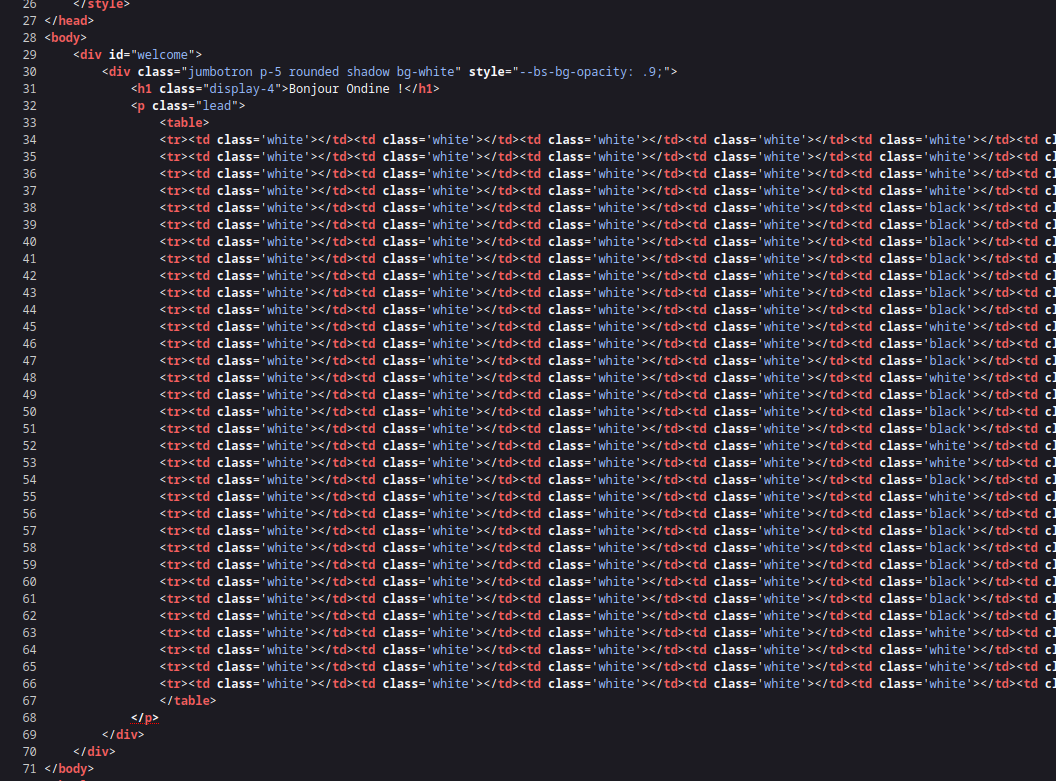 26 </style>
27 </head>
28 <body>
29 <div id="welcome">
30 <div class="jumbotron p-5 rounded shadow bg-white" style="--bs-bg-opacity: .9;">
31 <h1 class="display-4">Bonjour Ondine !</h1>
32 <p class="lead">
33 <table>
34 <tr><td class='white'></td><td class='white'></td><td class='white'></td><td class='white'></td><td class='white'></td><td cl
35 <tr><td class='white'></td><td class='white'></td><td class='white'></td><td class='white'></td><td class='white'></td><td cl
36 <tr><td class='white'></td><td class='white'></td><td class='white'></td><td class='white'></td><td class='white'></td><td cl
37 <tr><td class='white'></td><td class='white'></td><td class='white'></td><td class='white'></td><td class='white'></td><td cl
38 <tr><td class='white'></td><td class='white'></td><td class='white'></td><td class='white'></td><td class='black'></td><td cl
39 <tr><td class='white'></td><td class='white'></td><td class='white'></td><td class='white'></td><td class='black'></td><td cl
40 <tr><td class='white'></td><td class='white'></td><td class='white'></td><td class='white'></td><td class='black'></td><td cl
41 <tr><td class='white'></td><td class='white'></td><td class='white'></td><td class='white'></td><td class='black'></td><td cl
42 <tr><td class='white'></td><td class='white'></td><td class='white'></td><td class='white'></td><td class='black'></td><td cl
43 <tr><td class='white'></td><td class='white'></td><td class='white'></td><td class='white'></td><td class='black'></td><td cl
44 <tr><td class='white'></td><td class='white'></td><td class='white'></td><td class='white'></td><td class='black'></td><td cl
45 <tr><td class='white'></td><td class='white'></td><td class='white'></td><td class='white'></td><td class='white'></td><td cl
46 <tr><td class='white'></td><td class='white'></td><td class='white'></td><td class='white'></td><td class='black'></td><td cl
47 <tr><td class='white'></td><td class='white'></td><td class='white'></td><td class='white'></td><td class='black'></td><td cl
48 <tr><td class='white'></td><td class='white'></td><td class='white'></td><td class='white'></td><td class='white'></td><td cl
49 <tr><td class='white'></td><td class='white'></td><td class='white'></td><td class='white'></td><td class='black'></td><td cl
50 <tr><td class='white'></td><td class='white'></td><td class='white'></td><td class='white'></td><td class='black'></td><td cl
51 <tr><td class='white'></td><td class='white'></td><td class='white'></td><td class='white'></td><td class='black'></td><td cl
52 <tr><td class='white'></td><td class='white'></td><td class='white'></td><td class='white'></td><td class='white'></td><td cl
53 <tr><td class='white'></td><td class='white'></td><td class='white'></td><td class='white'></td><td class='white'></td><td cl
54 <tr><td class='white'></td><td class='white'></td><td class='white'></td><td class='white'></td><td class='black'></td><td cl
55 <tr><td class='white'></td><td class='white'></td><td class='white'></td><td class='white'></td><td class='white'></td><td cl
56 <tr><td class='white'></td><td class='white'></td><td class='white'></td><td class='white'></td><td class='black'></td><td cl
57 <tr><td class='white'></td><td class='white'></td><td class='white'></td><td class='white'></td><td class='black'></td><td cl
58 <tr><td class='white'></td><td class='white'></td><td class='white'></td><td class='white'></td><td class='black'></td><td cl
59 <tr><td class='white'></td><td class='white'></td><td class='white'></td><td class='white'></td><td class='black'></td><td cl
60 <tr><td class='white'></td><td class='white'></td><td class='white'></td><td class='white'></td><td class='black'></td><td cl
61 <tr><td class='white'></td><td class='white'></td><td class='white'></td><td class='white'></td><td class='black'></td><td cl
62 <tr><td class='white'></td><td class='white'></td><td class='white'></td><td class='white'></td><td class='black'></td><td cl
63 <tr><td class='white'></td><td class='white'></td><td class='white'></td><td class='white'></td><td class='white'></td><td cl
64 <tr><td class='white'></td><td class='white'></td><td class='white'></td><td class='white'></td><td class='white'></td><td cl
65 <tr><td class='white'></td><td class='white'></td><td class='white'></td><td class='white'></td><td class='white'></td><td cl
66 <tr><td class='white'></td><td class='white'></td><td class='white'></td><td class='white'></td><td class='white'></td><td cl
67 </table>
68 </p>
69 </div>
70 </div>
71 </body>